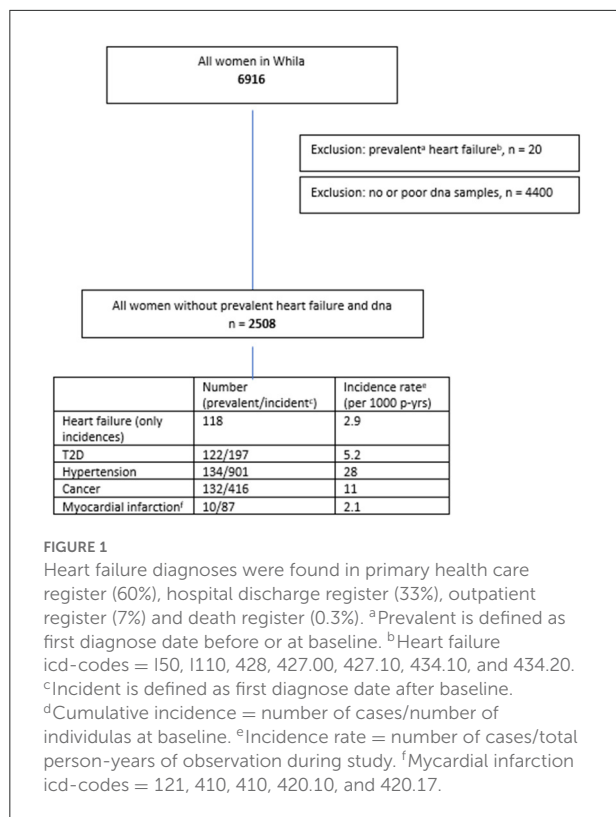 All women in Whila
6916
Exclusion: prevalentᵃ heart failureᵇ, n = 20
Exclusion: no or poor dna samples, n = 4400
All women without prevalent heart failure and dna
n = 2508
Number
(prevalent/incidentᶜ)
Incidence rateᵉ
(per 1000 p-yrs)
Heart failure (only
incidences)
118
2.9
T2D
122/197
5.2
Hypertension
134/901
28
Cancer
132/416
11
Myocardial infarctionᶠ
10/87
2.1
FIGURE 1
Heart failure diagnoses were found in primary health care
register (60%), hospital discharge register (33%), outpatient
register (7%) and death register (0.3%). ᵃPrevalent is defined as
first diagnose date before or at baseline. ᵇHeart failure
icd-codes = I50, I110, 428, 427.00, 427.10, 434.10, and 434.20.
ᶜIncident is defined as first diagnose date after baseline.
ᵈCumulative incidence = number of cases/number of
individulas at baseline. ᵉIncidence rate = number of cases/total
person-years of observation during study. ᶠMycardial infarction
icd-codes = 121, 410, 410, 420.10, and 420.17.